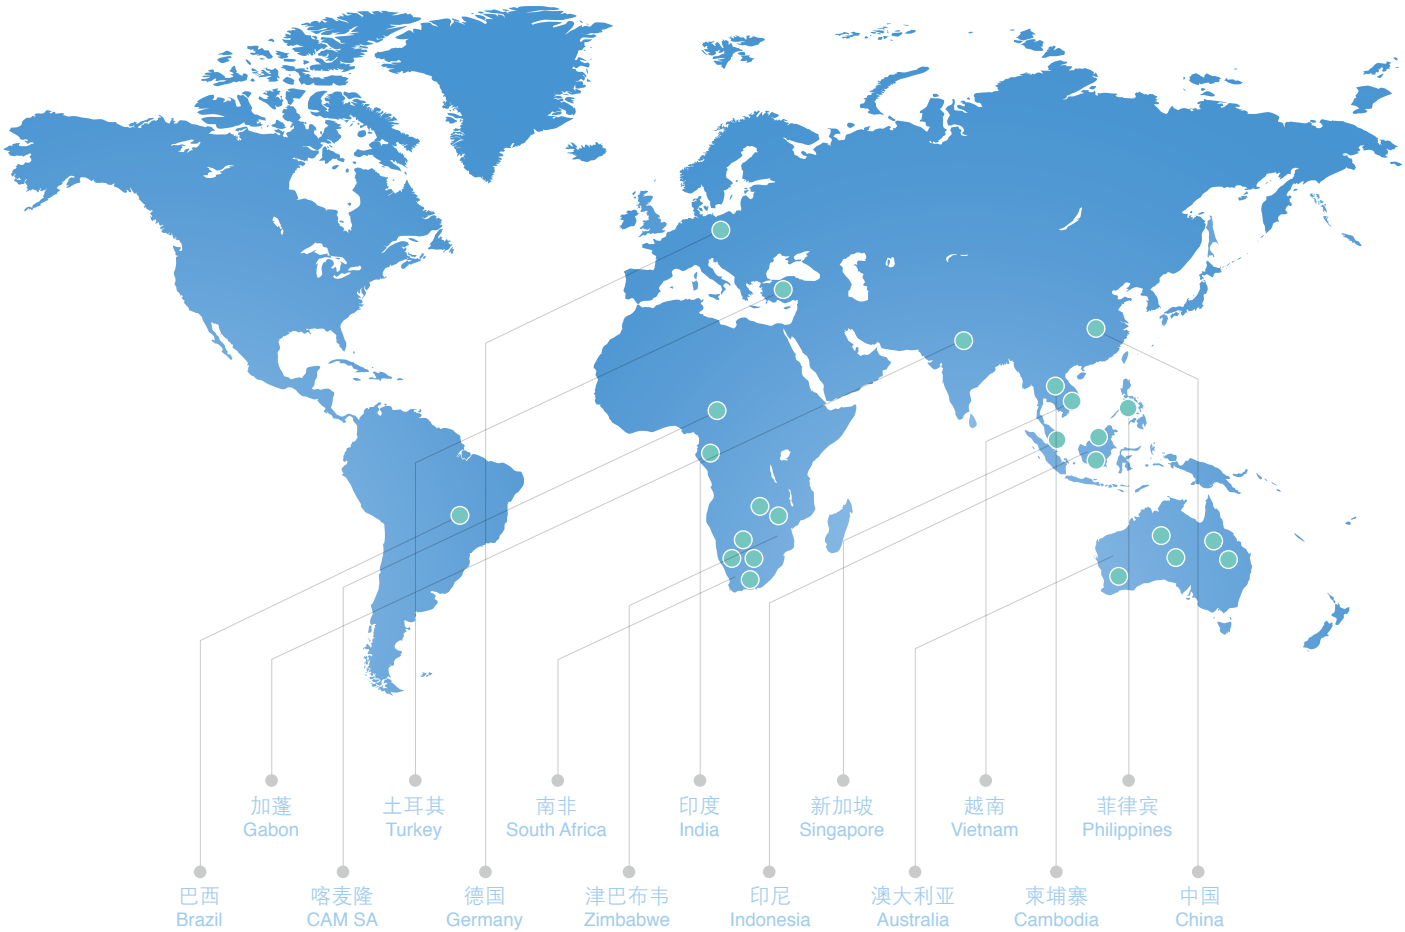 加蓬
Gabon
土耳其
Turkey
南非
South Africa
印度
India
新加坡
Singapore
越南
Vietnam
菲律宾
Philippines
巴西
Brazil
喀麦隆
CAM SA
德国
Germany
津巴布韦
Zimbabwe
印尼
Indonesia
澳大利亚
Australia
柬埔寨
Cambodia
中国
China